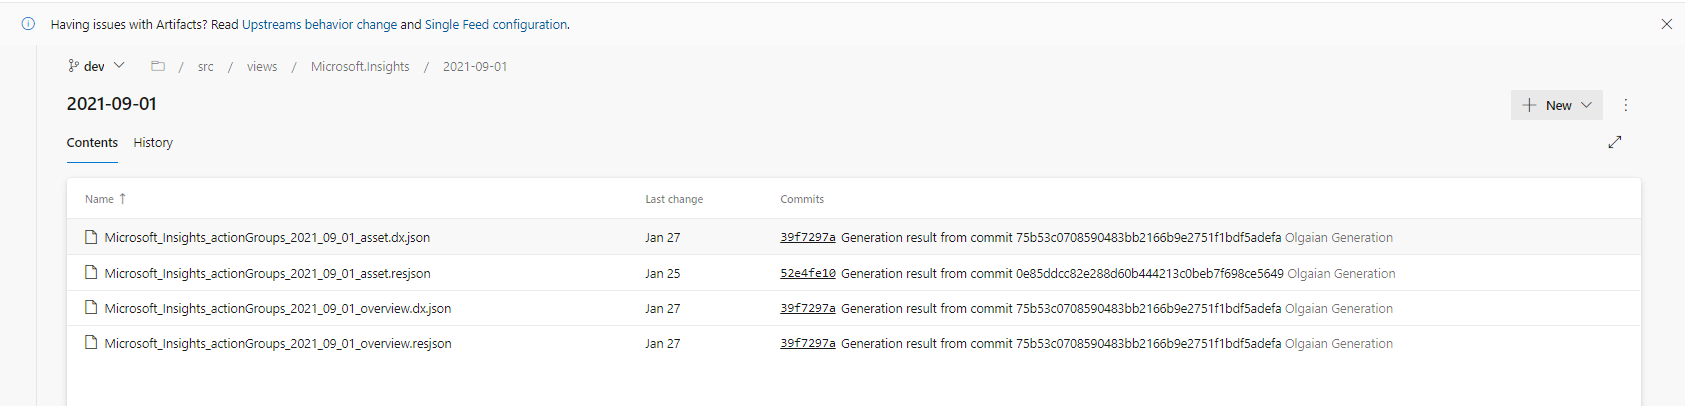 Having issues with Artifacts? Read Upstreams behavior change and Single Feed configuration.
dev / src / views / Microsoft.Insights / 2021-09-01
2021-09-01
New
Contents History
Name ↑ Last change Commits
Microsoft_Insights_actionGroups_2021_09_01_asset.dx.json Jan 27 39f7297a Generation result from commit 75b53c0708590483bb2166b9e2751f1bdf5adefa Olgaian Generation
Microsoft_Insights_actionGroups_2021_09_01_asset.resjson Jan 25 52e4fe10 Generation result from commit 0e85ddcc82e288d60b444213c0beb7f698ce5649 Olgaian Generation
Microsoft_Insights_actionGroups_2021_09_01_overview.dx.json Jan 27 39f7297a Generation result from commit 75b53c0708590483bb2166b9e2751f1bdf5adefa Olgaian Generation
Microsoft_Insights_actionGroups_2021_09_01_overview.resjson Jan 27 39f7297a Generation result from commit 75b53c0708590483bb2166b9e2751f1bdf5adefa Olgaian Generation